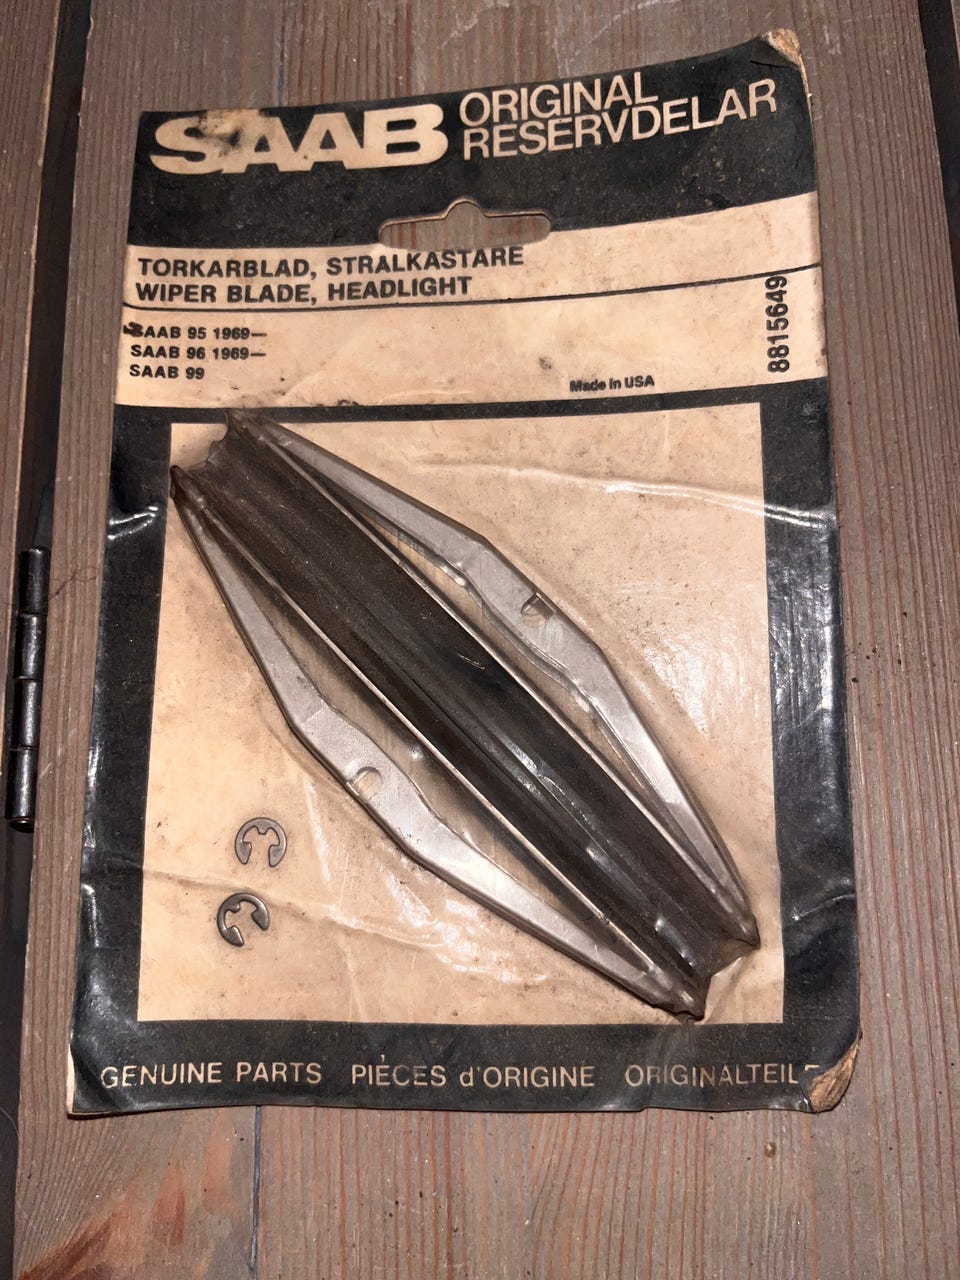 SAAB ORIGINAL
RESERVDELAR
TORKARBLAD, STRALKASTARE
WIPER BLADE, HEADLIGHT
SAAB 95 1969—
SAAB 96 1969—
SAAB 99
Made in USA
8815649
GENUINE PARTS PIÈCES d'ORIGINE ORIGINALTEILE